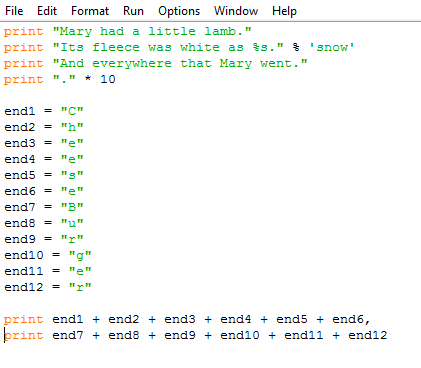 File Edit Format Run Options Window Help
print "Mary had a little lamb."
print "Its fleece was white as %s." % 'snow'
print "And everywhere that Mary went."
print "." * 10
end1 = "C"
end2 = "h"
end3 = "e"
end4 = "e"
end5 = "s"
end6 = "e"
end7 = "B"
end8 = "u"
end9 = "r"
end10 = "g"
end11 = "e"
end12 = "r"
print end1 + end2 + end3 + end4 + end5 + end6,
print end7 + end8 + end9 + end10 + end11 + end12